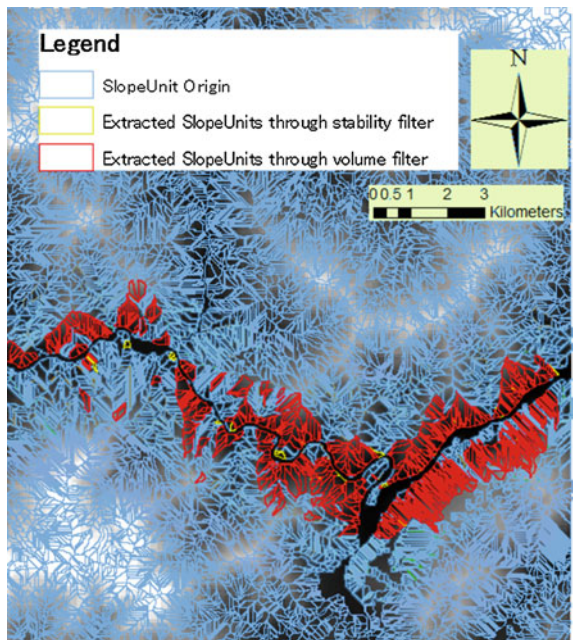 Legend
SlopeUnit Origin
Extracted SlopeUnits through stability filter
Extracted SlopeUnits through volume filter
N
0 0.5 1 2 3
Kilometers